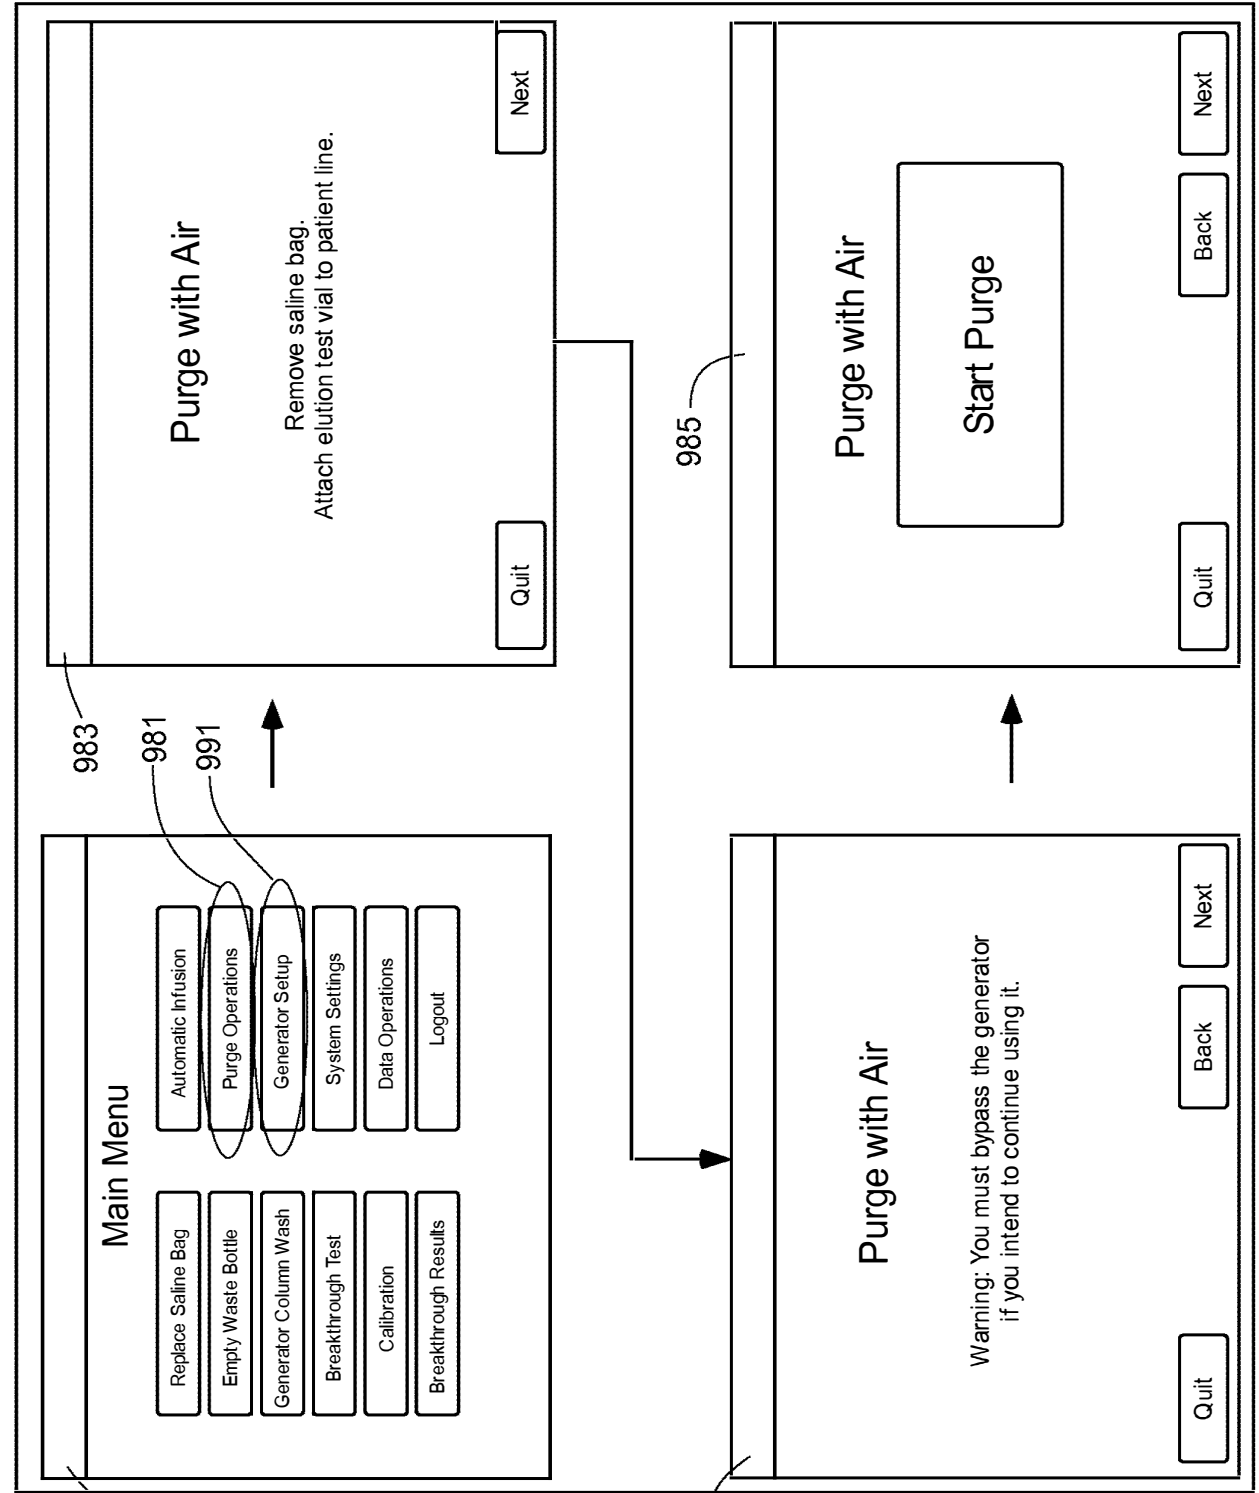 Main Menu
Replace Saline Bag
Automatic Infusion
Empty Waste Bottle
Purge Operations
Generator Column Wash
Generator Setup
Breakthrough Test
System Settings
Calibration
Data Operations
Breakthrough Results
Logout
981
991
983
Purge with Air
Remove saline bag.
Attach elution test vial to patient line.
Quit
Next
Purge with Air
Warning: You must bypass the generator
if you intend to continue using it.
Quit
Back
Next
985
Purge with Air
Start Purge
Quit
Back
Next